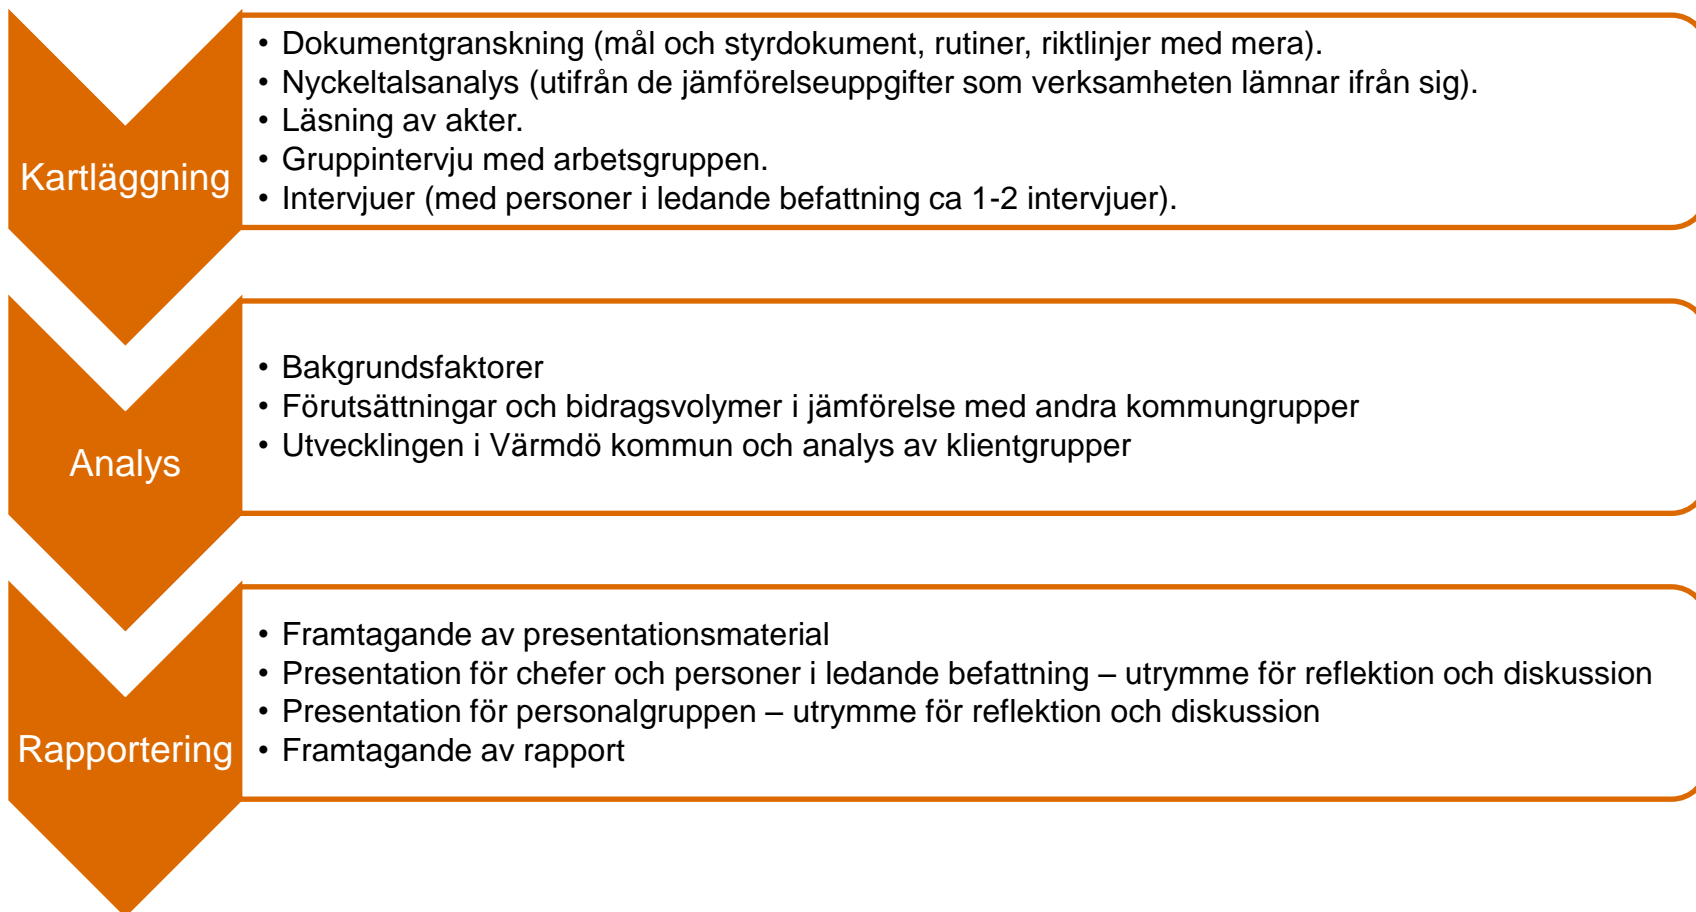 Kartläggning
• Dokumentgranskning (mål och styrdokument, rutiner, riktlinjer med mera).
• Nyckeltalsanalys (utifrån de jämförelseuppgifter som verksamheten lämnar ifrån sig).
• Läsning av akter.
• Gruppintervju med arbetsgruppen.
• Intervjuer (med personer i ledande befattning ca 1-2 intervjuer).
Analys
• Bakgrundsfaktorer
• Förutsättningar och bidragsvolymer i jämförelse med andra kommungrupper
• Utvecklingen i Värmdö kommun och analys av klientgrupper
Rapportering
• Framtagande av presentationsmaterial
• Presentation för chefer och personer i ledande befattning – utrymme för reflektion och diskussion
• Presentation för personalgruppen – utrymme för reflektion och diskussion
• Framtagande av rapport